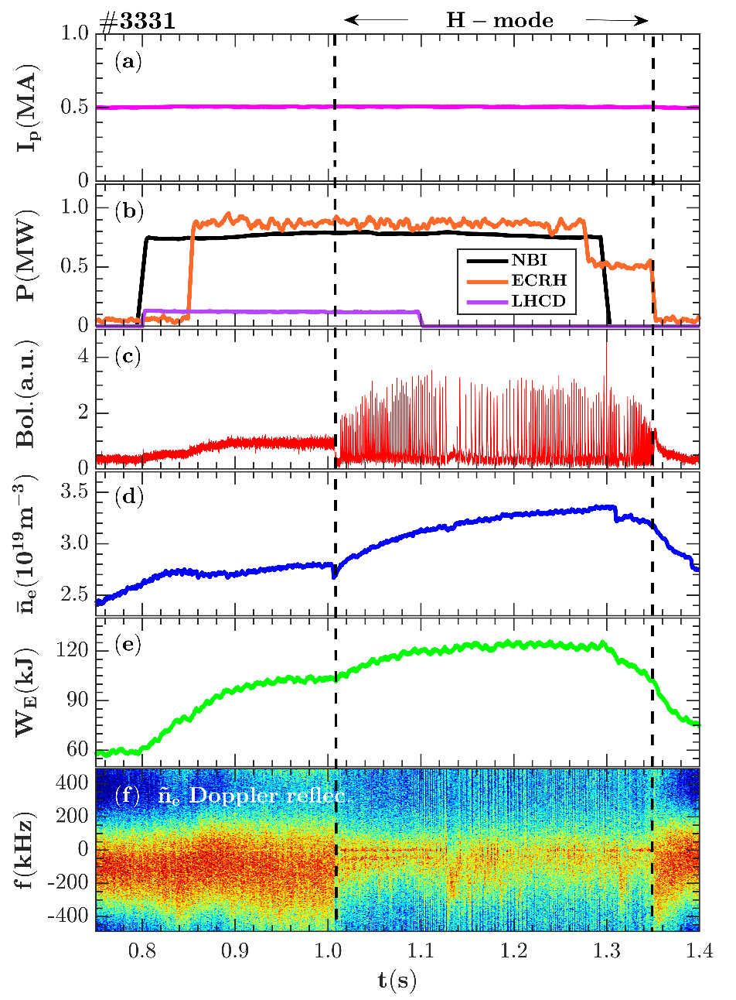 #3331
H – mode
(a)
1.0
0.5
0
I_p(MA)
(b)
1.0
0.5
0
P(MW)
NBI
ECRH
LHCD
(c)
4
2
0
Bol.(a.u.)
(d)
3.5
3.0
2.5
n̄_e(10^19 m^−3)
(e)
120
90
60
W_E(kJ)
(f) ñ_e Doppler reflec.
400
200
0
-200
-400
f(kHz)
0.8 0.9 1.0 1.1 1.2 1.3 1.4
t(s)